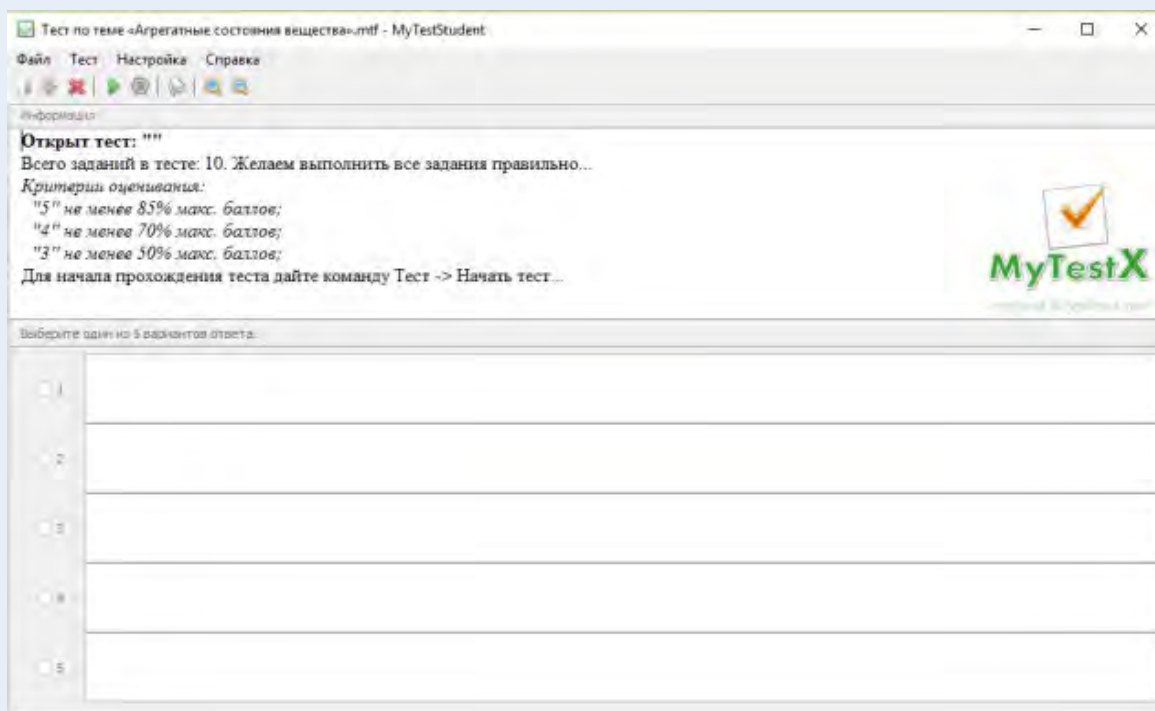 Тест по теме «Агрегатные состояния вещества».mtf - MyTestStudent
Файл Тест Настройка Справка
Информация
Открыт тест: ""
Всего заданий в тесте: 10. Желаем выполнить все задания правильно...
Критерии оценивания:
"5" не менее 85% макс. баллов;
"4" не менее 70% макс. баллов;
"3" не менее 50% макс. баллов;
Для начала прохождения теста дайте команду Тест -> Начать тест...
MyTestX
Выберите один из 5 вариантов ответа:
1
2
3
4
5